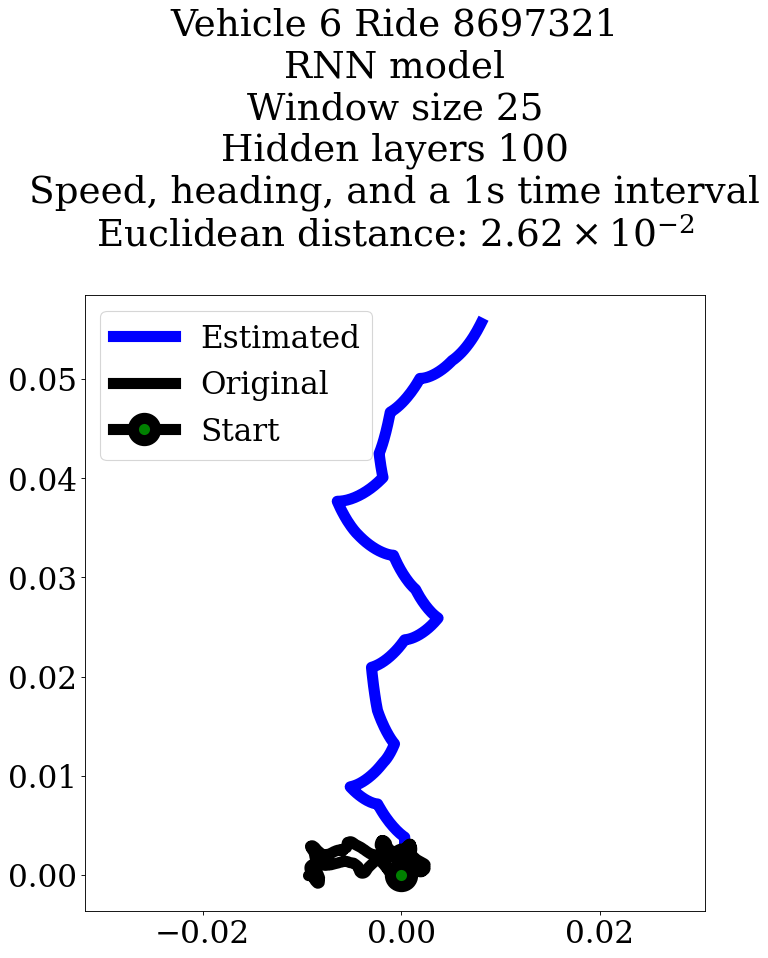 Vehicle 6 Ride 8697321
RNN model
Window size 25
Hidden layers 100
Speed, heading, and a 1s time interval
Euclidean distance: 2.62 × 10⁻²
Estimated
Original
Start
0.05
0.04
0.03
0.02
0.01
0.00
−0.02 0.00 0.02